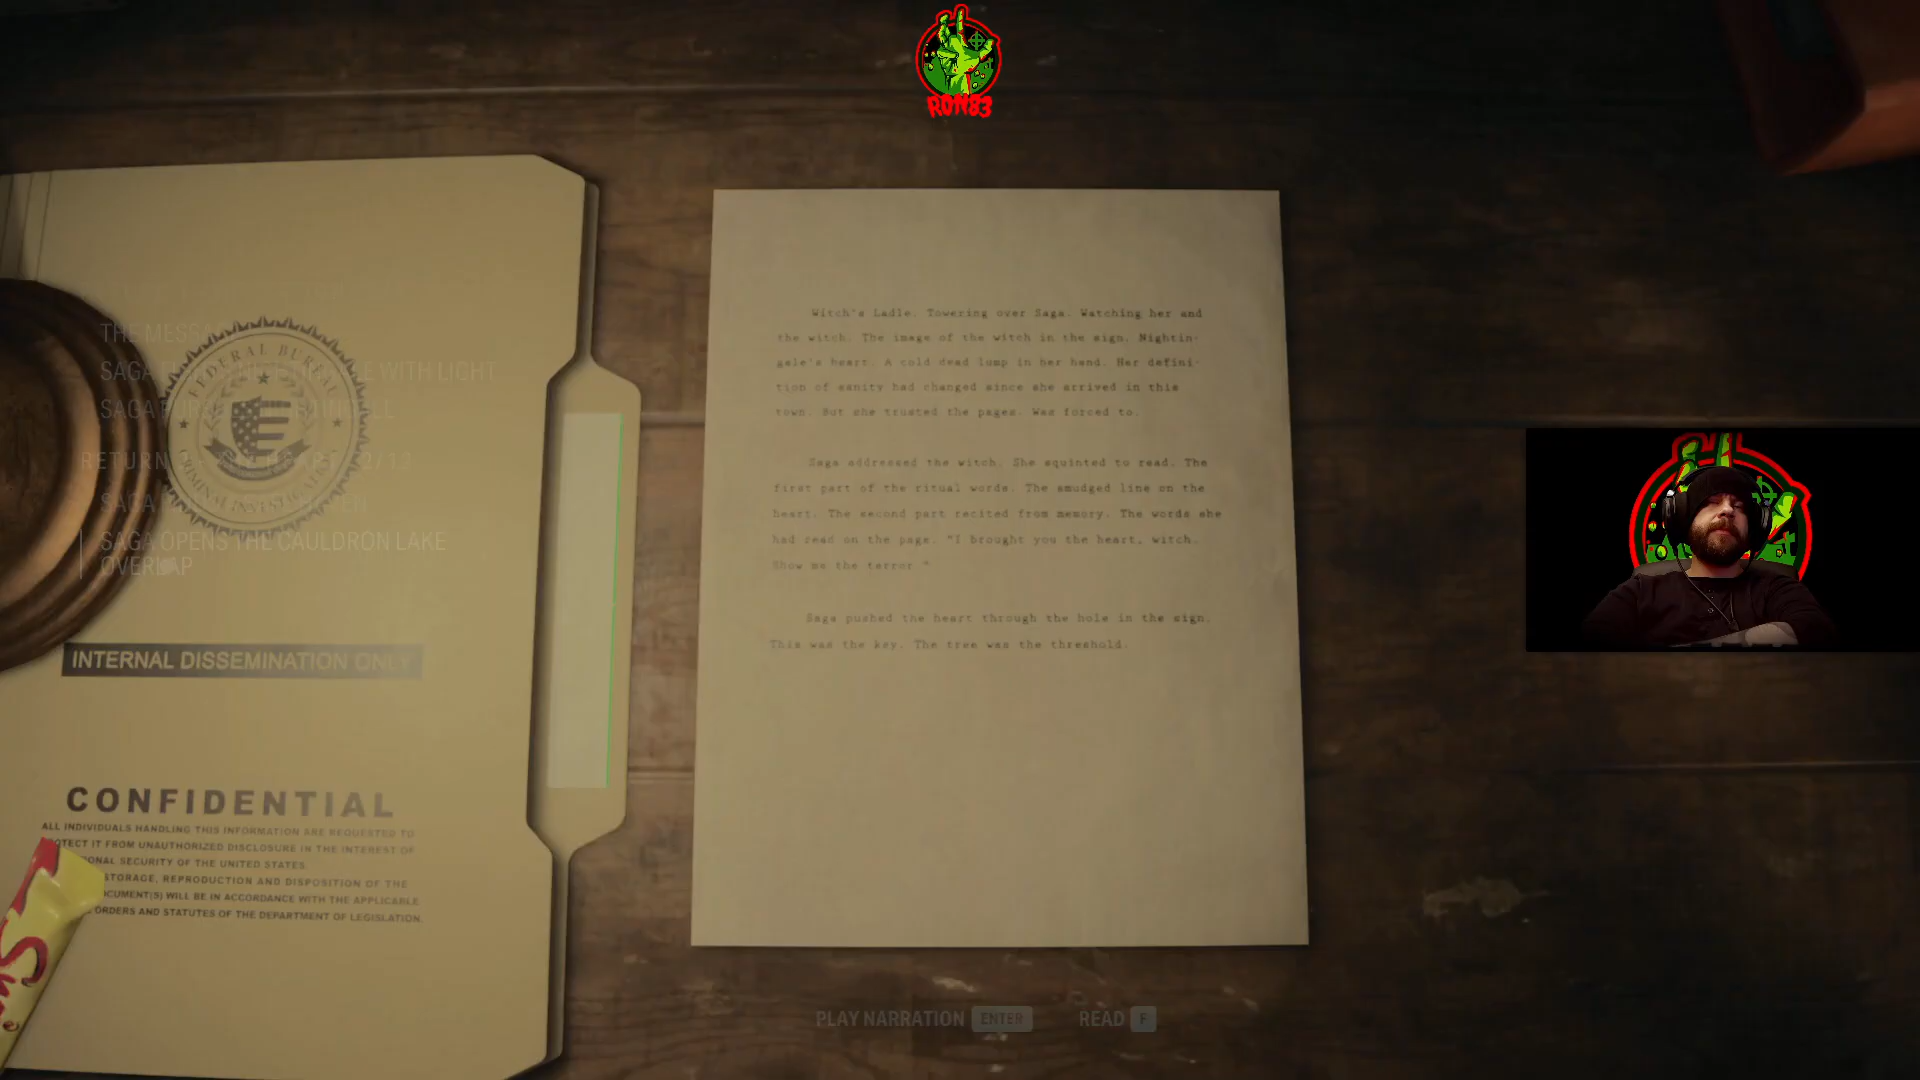 RON83
FEDERAL BUREAU
THE MESSA
SAGA
WITH LIGHT
SAGA
RETURN
SAGA
SAGA OPENS THE CAULDRON LAKE
OVERLAP
INTERNAL DISSEMINATION ONLY
CONFIDENTIAL
ALL INDIVIDUALS HANDLING THIS INFORMATION ARE REQUESTED TO
OTECT IT FROM UNAUTHORIZED DISCLOSURE IN THE INTEREST OF
ONAL SECURITY OF THE UNITED STATES.
STORAGE, REPRODUCTION AND DISPOSITION OF THE
OCUMENT(S) WILL BE IN ACCORDANCE WITH THE APPLICABLE
ORDERS AND STATUTES OF THE DEPARTMENT OF LEGISLATION.
Witch's Ladle. Towering over Saga. Watching her and
the witch. The image of the witch in the sign. Nightin-
gale's heart. A cold dead lump in her hand. Her defini-
tion of sanity had changed since she arrived in this
town. But she trusted the pages. Was forced to.
Saga addressed the witch. She squinted to read. The
first part of the ritual words. The smudged line on the
heart. The second part recited from memory. The words she
had read on the page. "I brought you the heart, witch.
Show me the terror."
Saga pushed the heart through the hole in the sign.
This was the key. The tree was the threshold.
PLAY NARRATION ENTER READ F